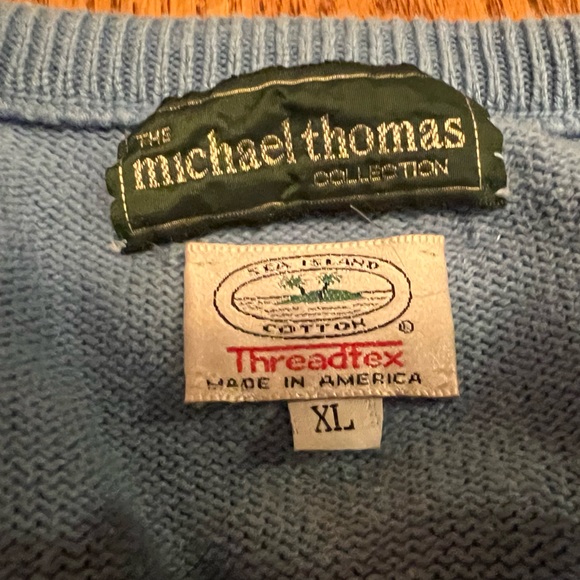 THE
michael thomas
COLLECTION
SEA ISLAND
COTTON
®
Threadtex
MADE IN AMERICA
XL